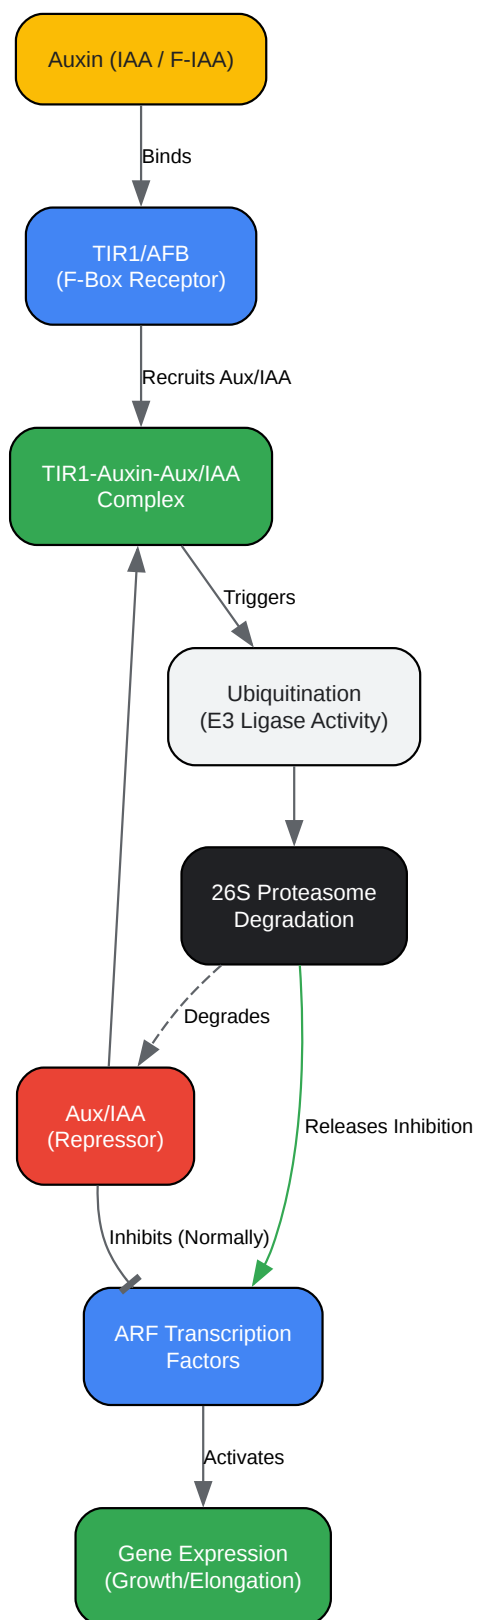 Auxin (IAA / F-IAA)
Binds
TIR1/AFB
(F-Box Receptor)
Recruits Aux/IAA
TIR1-Auxin-Aux/IAA
Complex
Triggers
Ubiquitination
(E3 Ligase Activity)
26S Proteasome
Degradation
Degrades
Aux/IAA
(Repressor)
Releases Inhibition
Inhibits (Normally)
ARF Transcription
Factors
Activates
Gene Expression
(Growth/Elongation)